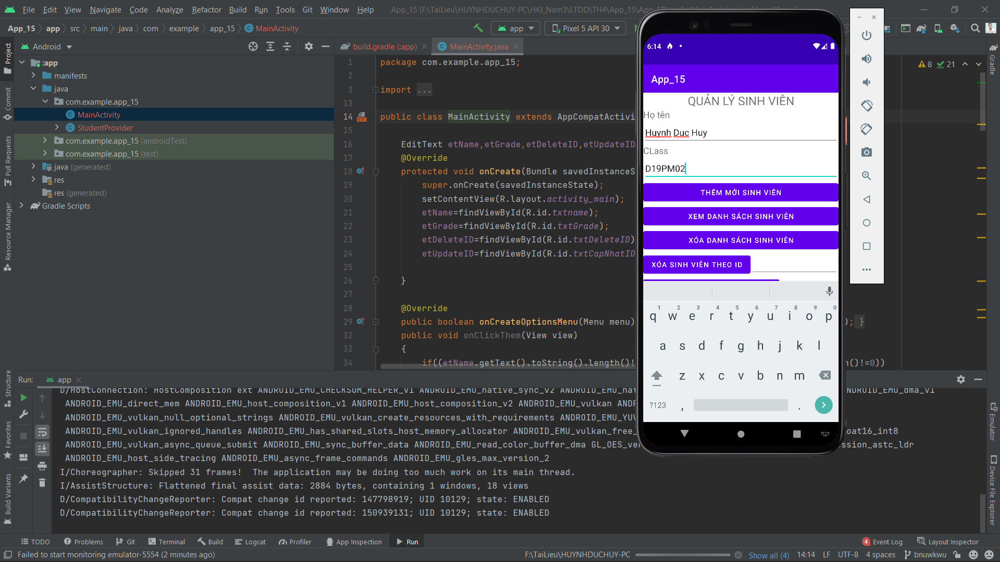 File Edit View Navigate Code Analyze Refactor Build Run Tools Git Window Help
App_15 [F:\TaiLieu\HUYNHDUCHUY-PC\HKI_Nam3\LTDD\TH4\App_15\App
App_15 app src main java com example app_15 MainActivity
app Pixel 5 API 30
Project
Commit
Pull Requests
Resource Manager
Structure
Favorites
Build Variants
Android
:app
manifests
java
com.example.app_15
MainActivity
StudentProvider
com.example.app_15 (androidTest)
com.example.app_15 (test)
java (generated)
res
res (generated)
Gradle Scripts
build.gradle (:app) MainActivity.java
8 21
1 package com.example.app_15;
2
3 import ...
13
14 public class MainActivity extends AppCompatActivi
15
16 EditText etName,etGrade,etDeleteID,etUpdateID
17 @Override
18 protected void onCreate(Bundle savedInstanceS
19 super.onCreate(savedInstanceState);
20 setContentView(R.layout.activity_main);
21 etName=findViewById(R.id.txtname);
22 etGrade=findViewById(R.id.txtGrade);
23 etDeleteID=findViewById(R.id.txtDeleteID)
24 etUpdateID=findViewById(R.id.txtCapNhatID
25
26 }
27
28 @Override
29 public boolean onCreateOptionsMenu(Menu menu) ); }
32 public void onClickThem(View view)
33 {
34 if((etName.getText().toString().length()! h()!=0))
6:14
App_15
QUẢN LÝ SINH VIÊN
Họ tên
Huynh Duc Huy
CLass
D19PM02
THÊM MỚI SINH VIÊN
XEM DANH SÁCH SINH VIÊN
XÓA DANH SÁCH SINH VIÊN
XÓA SINH VIÊN THEO ID
1 2 3 4 5 6 7 8 9 0
q w e r t y u i o p
a s d f g h j k l
z x c v b n m
?123 , .
Gradle
Emulator
Device File Explorer
Run: app
D/HostConnection: HostComposition ext ANDROID_EMU_CHECKSUM_HELPER_v1 ANDROID_EMU_native_sync_v2 ANDROID_EMU_nat NDROID_EMU_dma_v1
ANDROID_EMU_direct_mem ANDROID_EMU_host_composition_v1 ANDROID_EMU_host_composition_v2 ANDROID_EMU_vulkan ANDR
ANDROID_EMU_vulkan_null_optional_strings ANDROID_EMU_vulkan_create_resources_with_requirements ANDROID_EMU_YUV
ANDROID_EMU_vulkan_ignored_handles ANDROID_EMU_has_shared_slots_host_memory_allocator ANDROID_EMU_vulkan_free_ loat16_int8
ANDROID_EMU_vulkan_async_queue_submit ANDROID_EMU_sync_buffer_data ANDROID_EMU_read_color_buffer_dma GL_OES_ver ssion_astc_ldr
ANDROID_EMU_host_side_tracing ANDROID_EMU_async_frame_commands ANDROID_EMU_gles_max_version_2
I/Choreographer: Skipped 31 frames!  The application may be doing too much work on its main thread.
I/AssistStructure: Flattened final assist data: 2884 bytes, containing 1 windows, 18 views
D/CompatibilityChangeReporter: Compat change id reported: 147798919; UID 10129; state: ENABLED
D/CompatibilityChangeReporter: Compat change id reported: 150939131; UID 10129; state: ENABLED
TODO Problems Git Terminal Build Logcat Profiler App Inspection Run 4 Event Log Layout Inspector
Failed to start monitoring emulator-5554 (2 minutes ago) F:\TaiLieu\HUYNHDUCHUY-PC Show all (4) 14:14 LF UTF-8 4 spaces bnuwkwu